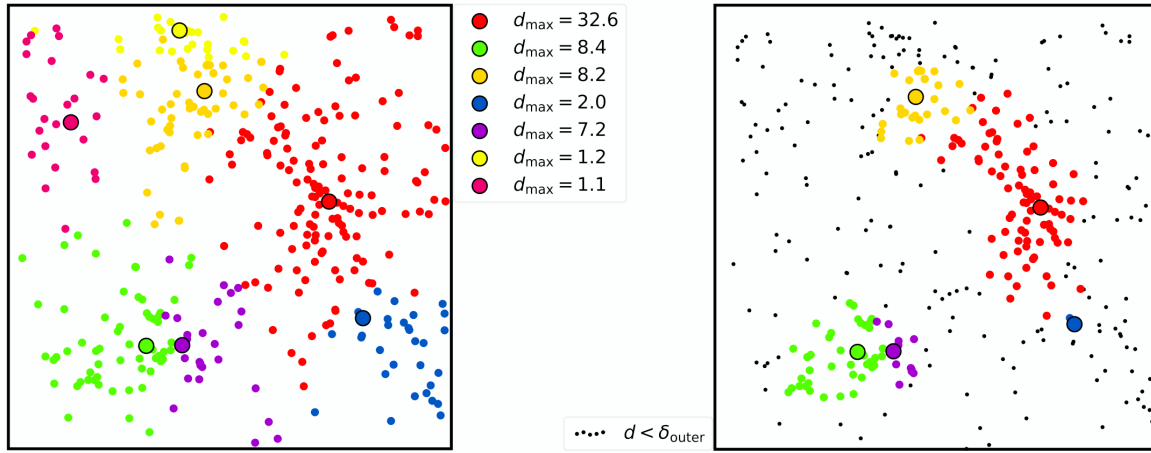 d_max = 32.6
d_max = 8.4
d_max = 8.2
d_max = 2.0
d_max = 7.2
d_max = 1.2
d_max = 1.1
d < δ_outer